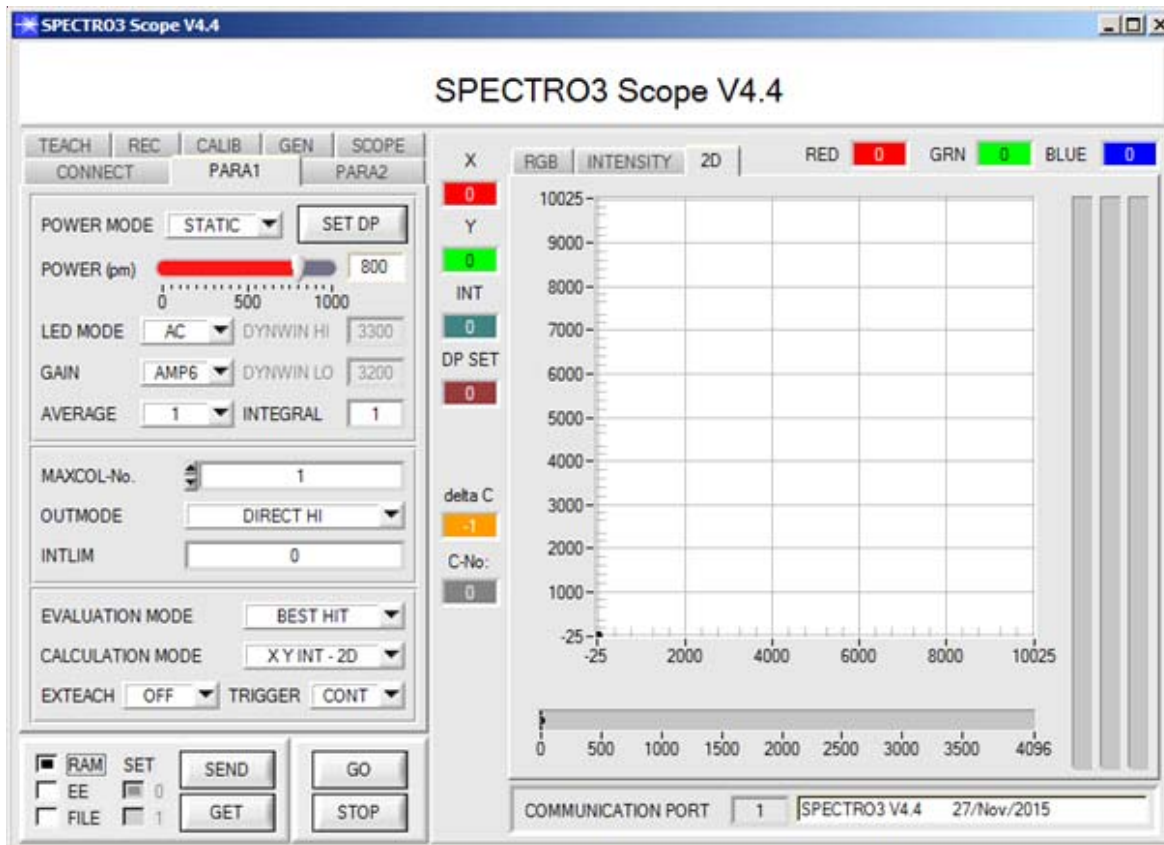 SPECTRO3 Scope V4.4
SPECTRO3 Scope V4.4
TEACH REC CALIB GEN SCOPE
CONNECT PARA1 PARA2
POWER MODE STATIC SET DP
POWER (pm) 800
0 500 1000
LED MODE AC DYNWIN HI 3300
GAIN AMP6 DYNWIN LO 3200
AVERAGE 1 INTEGRAL 1
MAXCOL-No. 1
OUTMODE DIRECT HI
INTLIM 0
EVALUATION MODE BEST HIT
CALCULATION MODE X Y INT - 2D
EXTEACH OFF TRIGGER CONT
RAM SET
EE 0
FILE 1
SEND
GET
GO
STOP
X
0
Y
0
INT
0
DP SET
0
delta C
-1
C-No:
0
RGB INTENSITY 2D
RED 0 GRN 0 BLUE 0
10025
9000
8000
7000
6000
5000
4000
3000
2000
1000
-25
-25 2000 4000 6000 8000 10025
0 500 1000 1500 2000 2500 3000 3500 4096
COMMUNICATION PORT 1 SPECTRO3 V4.4 27/Nov/2015